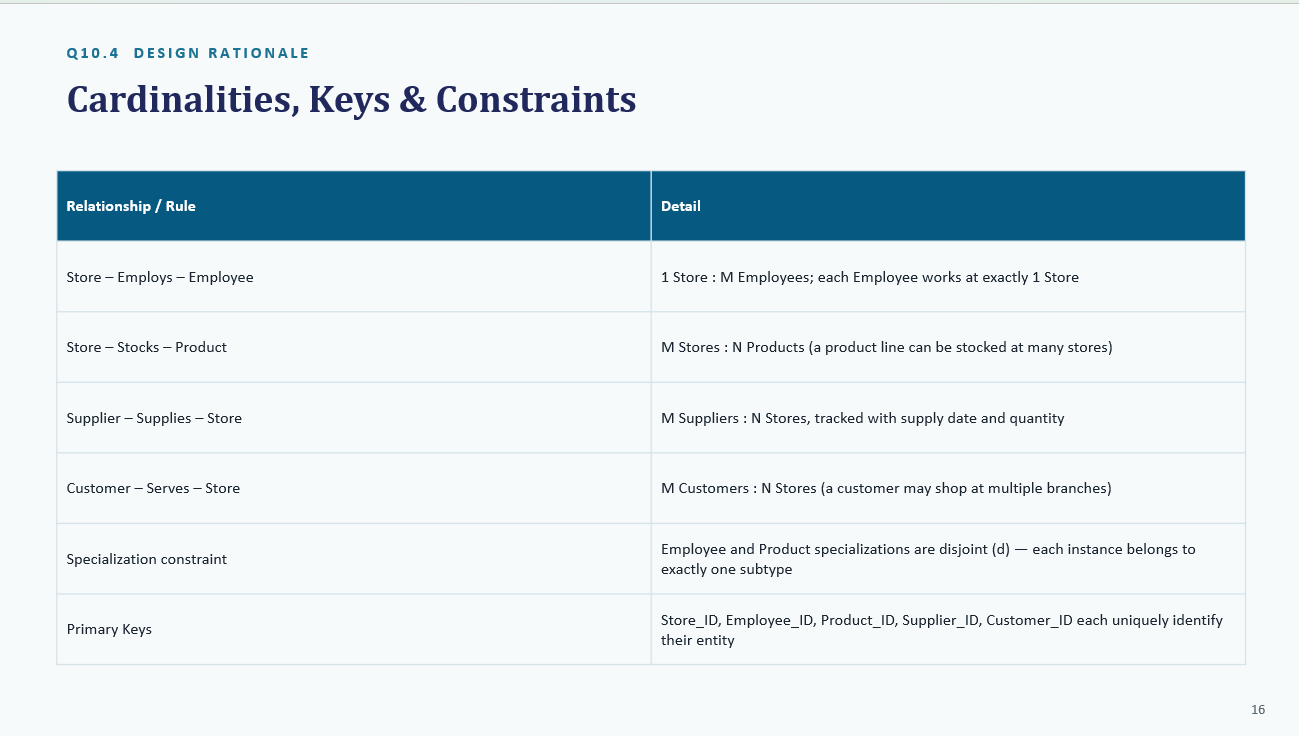 Q10.4 DESIGN RATIONALE
Cardinalities, Keys & Constraints
Relationship / Rule
Detail
Store – Employs – Employee
1 Store : M Employees; each Employee works at exactly 1 Store
Store – Stocks – Product
M Stores : N Products (a product line can be stocked at many stores)
Supplier – Supplies – Store
M Suppliers : N Stores, tracked with supply date and quantity
Customer – Serves – Store
M Customers : N Stores (a customer may shop at multiple branches)
Specialization constraint
Employee and Product specializations are disjoint (d) — each instance belongs to
exactly one subtype
Primary Keys
Store_ID, Employee_ID, Product_ID, Supplier_ID, Customer_ID each uniquely identify
their entity
16